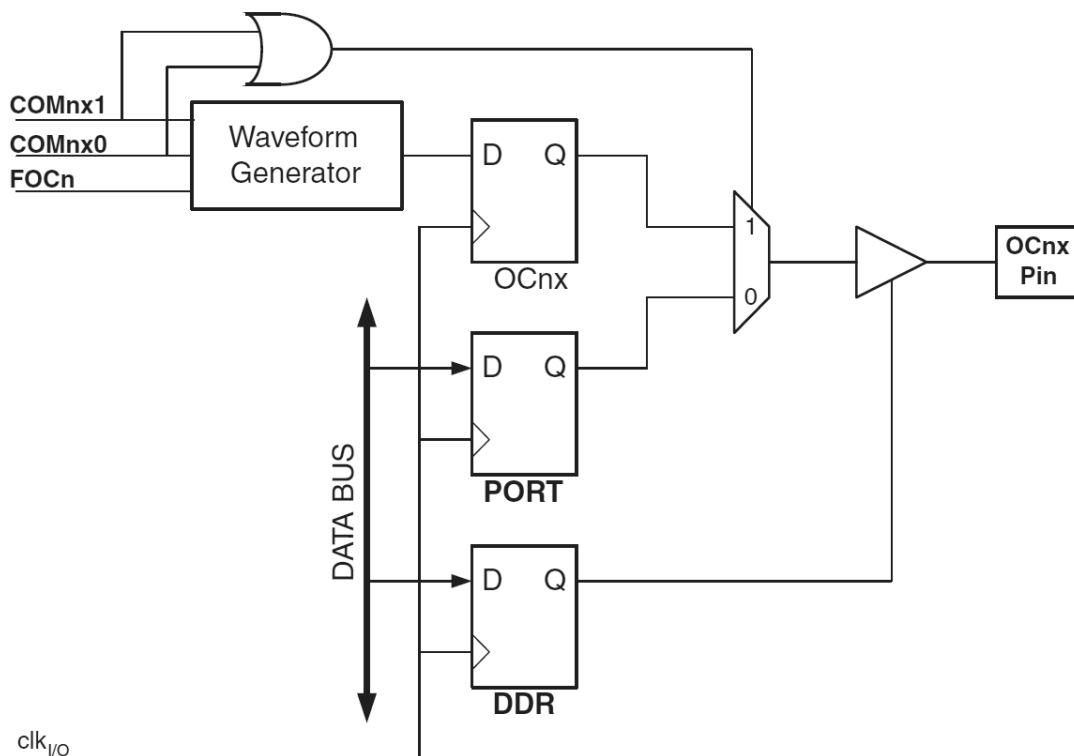 COMnx1
COMnx0
FOCn
Waveform
Generator
D Q
OCnx
1
0
OCnx
Pin
D Q
PORT
DATA BUS
D Q
DDR
clkI/O